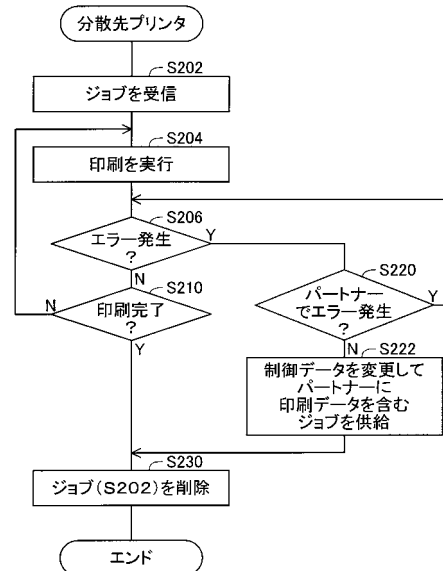 分散先プリンタ
S202
ジョブを受信
S204
印刷を実行
S206
エラー発生
?
Y
N
S210
印刷完了
?
N
Y
S220
パートナー
でエラー発生
?
Y
N
S222
制御データを変更して
パートナーに
印刷データを含む
ジョブを供給
S230
ジョブ(S202)を削除
エンド